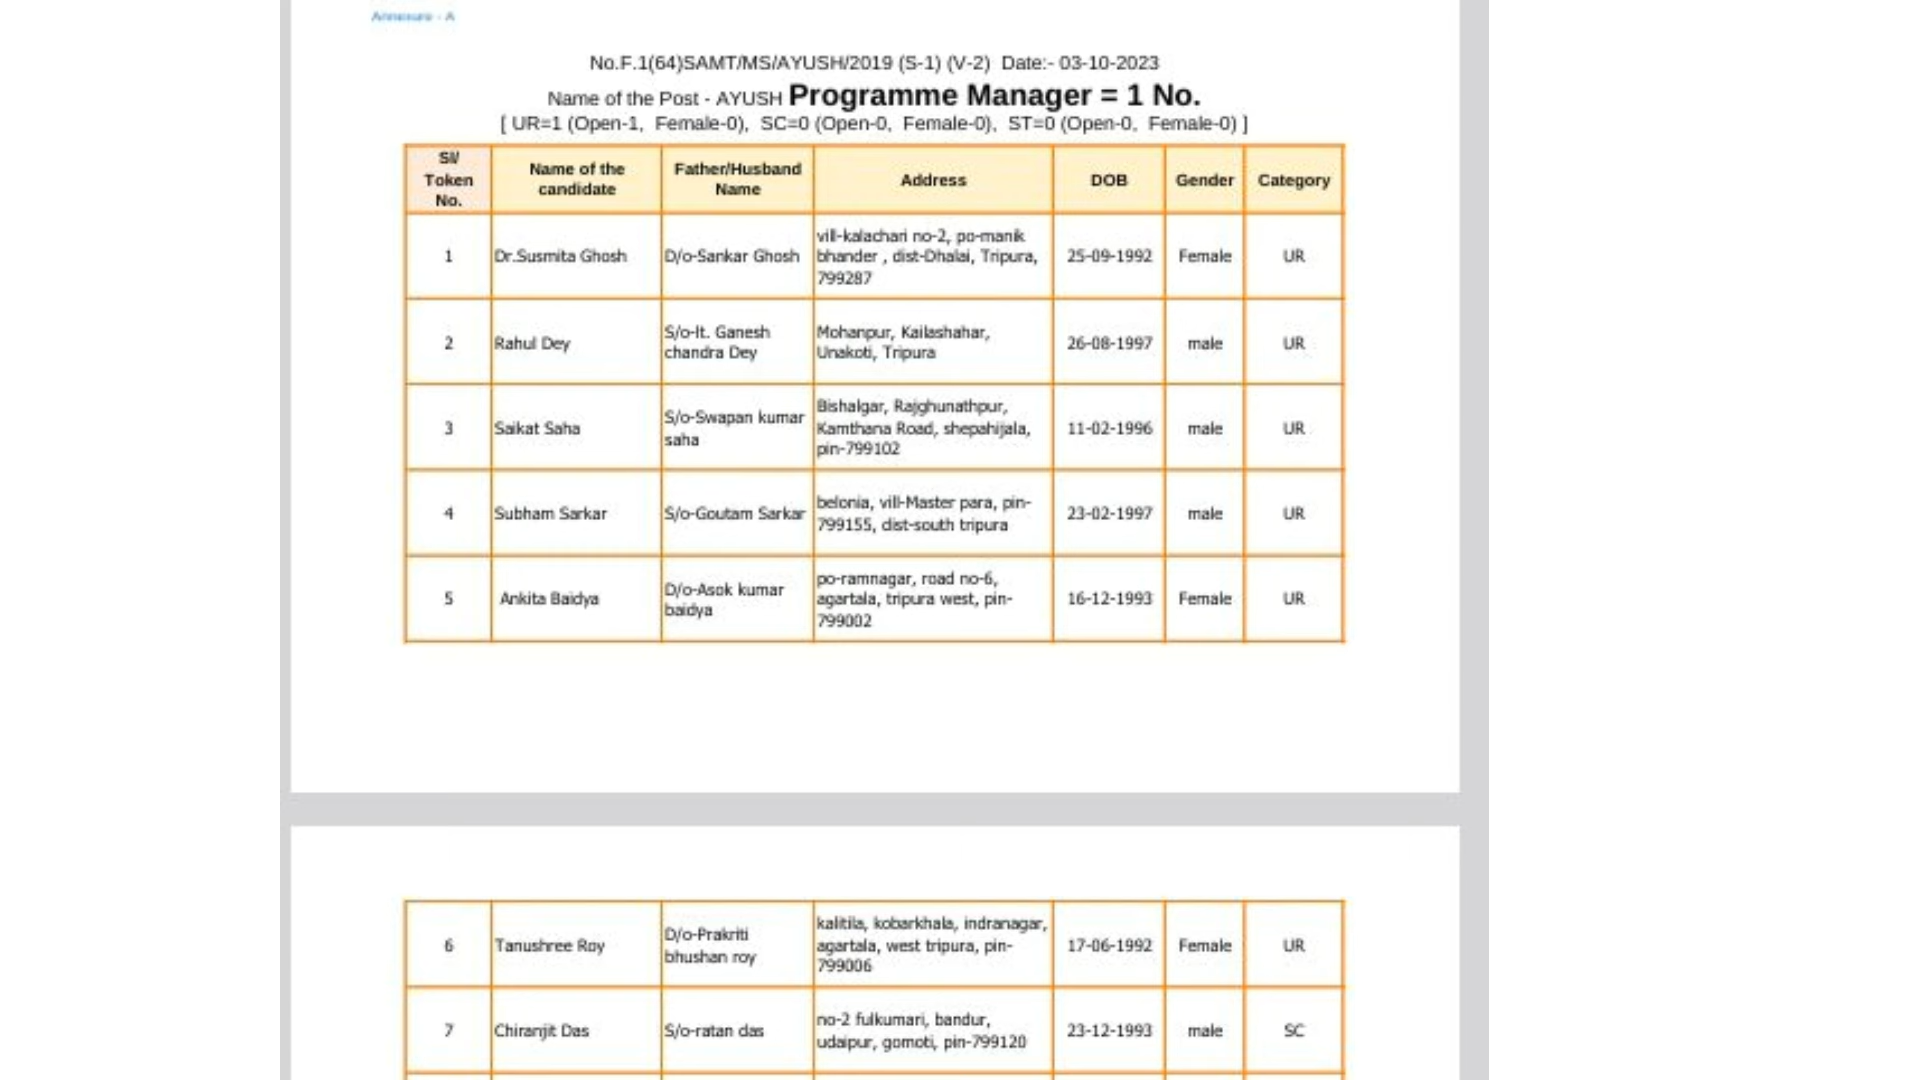 Annexure - A
No.F.1(64)SAMT/MS/AYUSH/2019 (S-1) (V-2) Date:- 03-10-2023
Name of the Post - AYUSH Programme Manager = 1 No.
[ UR=1 (Open-1, Female-0), SC=0 (Open-0, Female-0), ST=0 (Open-0, Female-0) ]
Sl/
Token
No.
Name of the
candidate
Father/Husband
Name
Address
DOB
Gender
Category
1
Dr.Susmita Ghosh
D/o-Sankar Ghosh
vill-kalachari no-2, po-manik
bhander , dist-Dhalai, Tripura,
799287
25-09-1992
Female
UR
2
Rahul Dey
S/o-lt. Ganesh
chandra Dey
Mohanpur, Kailashahar,
Unakoti, Tripura
26-08-1997
male
UR
3
Saikat Saha
S/o-Swapan kumar
saha
Bishalgar, Rajghunathpur,
Kamthana Road, shepahijala,
pin-799102
11-02-1996
male
UR
4
Subham Sarkar
S/o-Goutam Sarkar
belonia, vill-Master para, pin-
799155, dist-south tripura
23-02-1997
male
UR
5
Ankita Baidya
D/o-Asok kumar
baidya
po-ramnagar, road no-6,
agartala, tripura west, pin-
799002
16-12-1993
Female
UR
6
Tanushree Roy
D/o-Prakriti
bhushan roy
kalitila, kobarkhala, indranagar,
agartala, west tripura, pin-
799006
17-06-1992
Female
UR
7
Chiranjit Das
S/o-ratan das
no-2 fulkumari, bandur,
udaipur, gomoti, pin-799120
23-12-1993
male
SC